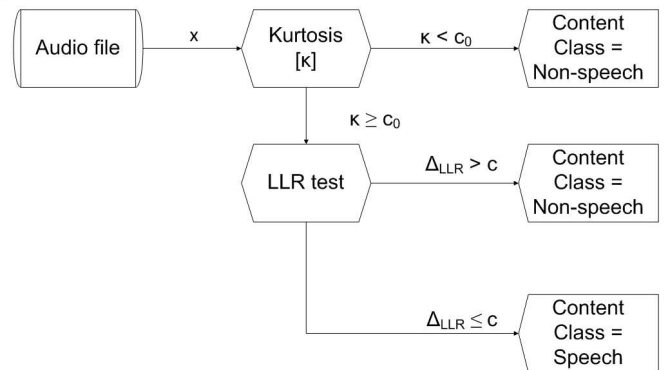 Audio file
x
Kurtosis
[κ]
κ < c₀
Content
Class =
Non-speech
κ ≥ c₀
LLR test
Δ_LLR > c
Content
Class =
Non-speech
Δ_LLR ≤ c
Content
Class =
Speech